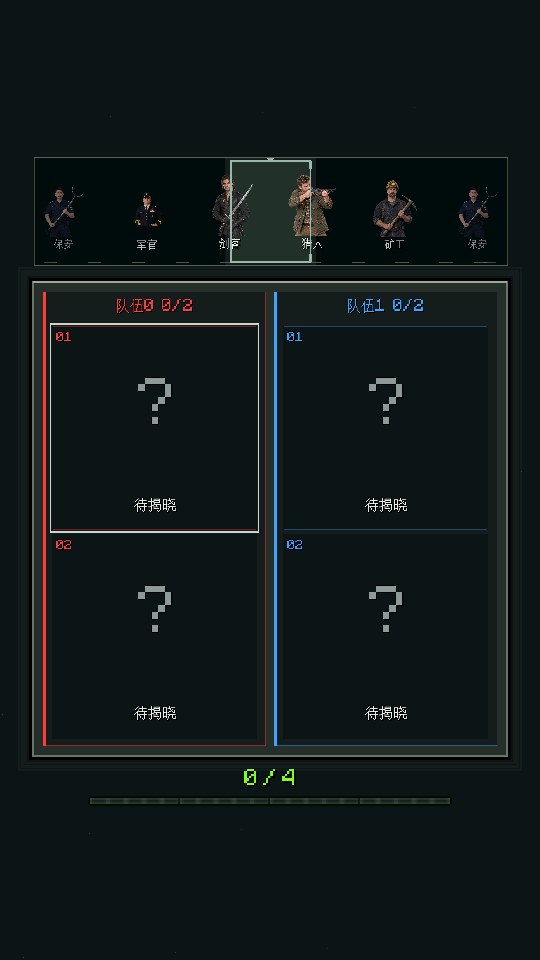 保安 军官 剑客 猎人 矿工 保安
队伍0 0/2 队伍1 0/2
01 01
?  ?
待揭晓 待揭晓
02 02
?  ?
待揭晓 待揭晓
0/4